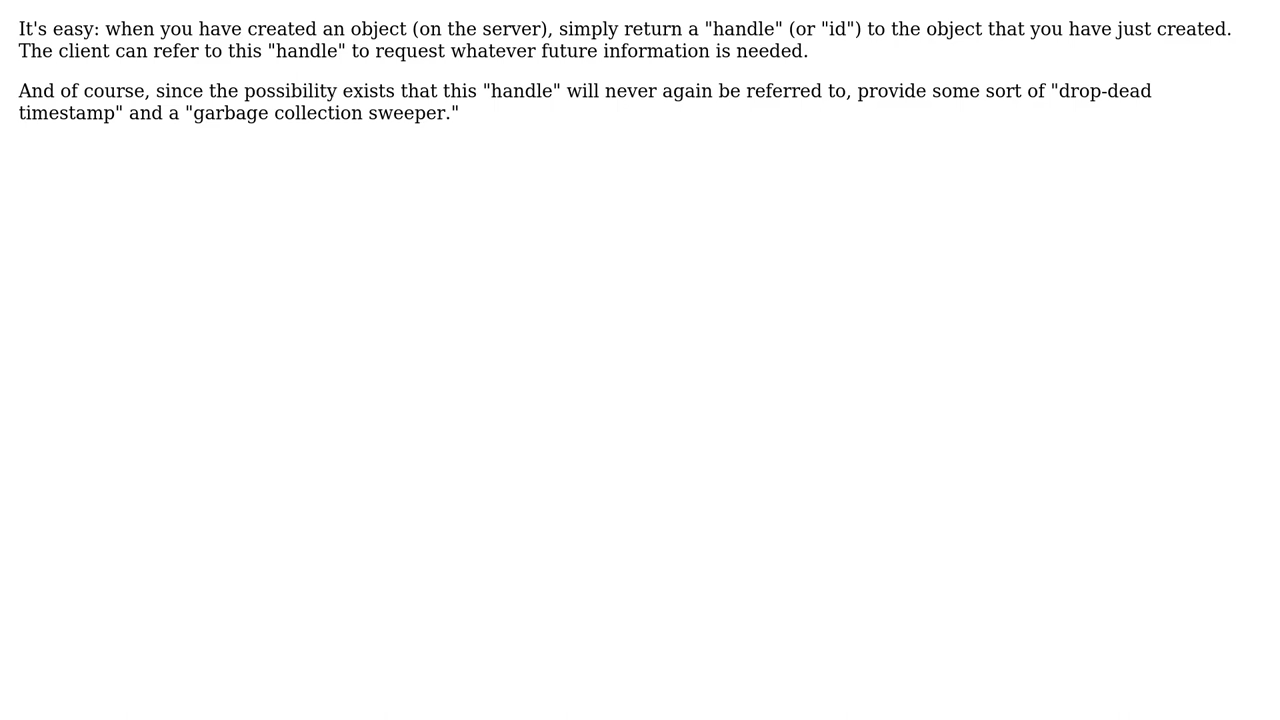 It's easy: when you have created an object (on the server), simply return a "handle" (or "id") to the object that you have just created.
The client can refer to this "handle" to request whatever future information is needed.
And of course, since the possibility exists that this "handle" will never again be referred to, provide some sort of "drop-dead
timestamp" and a "garbage collection sweeper."